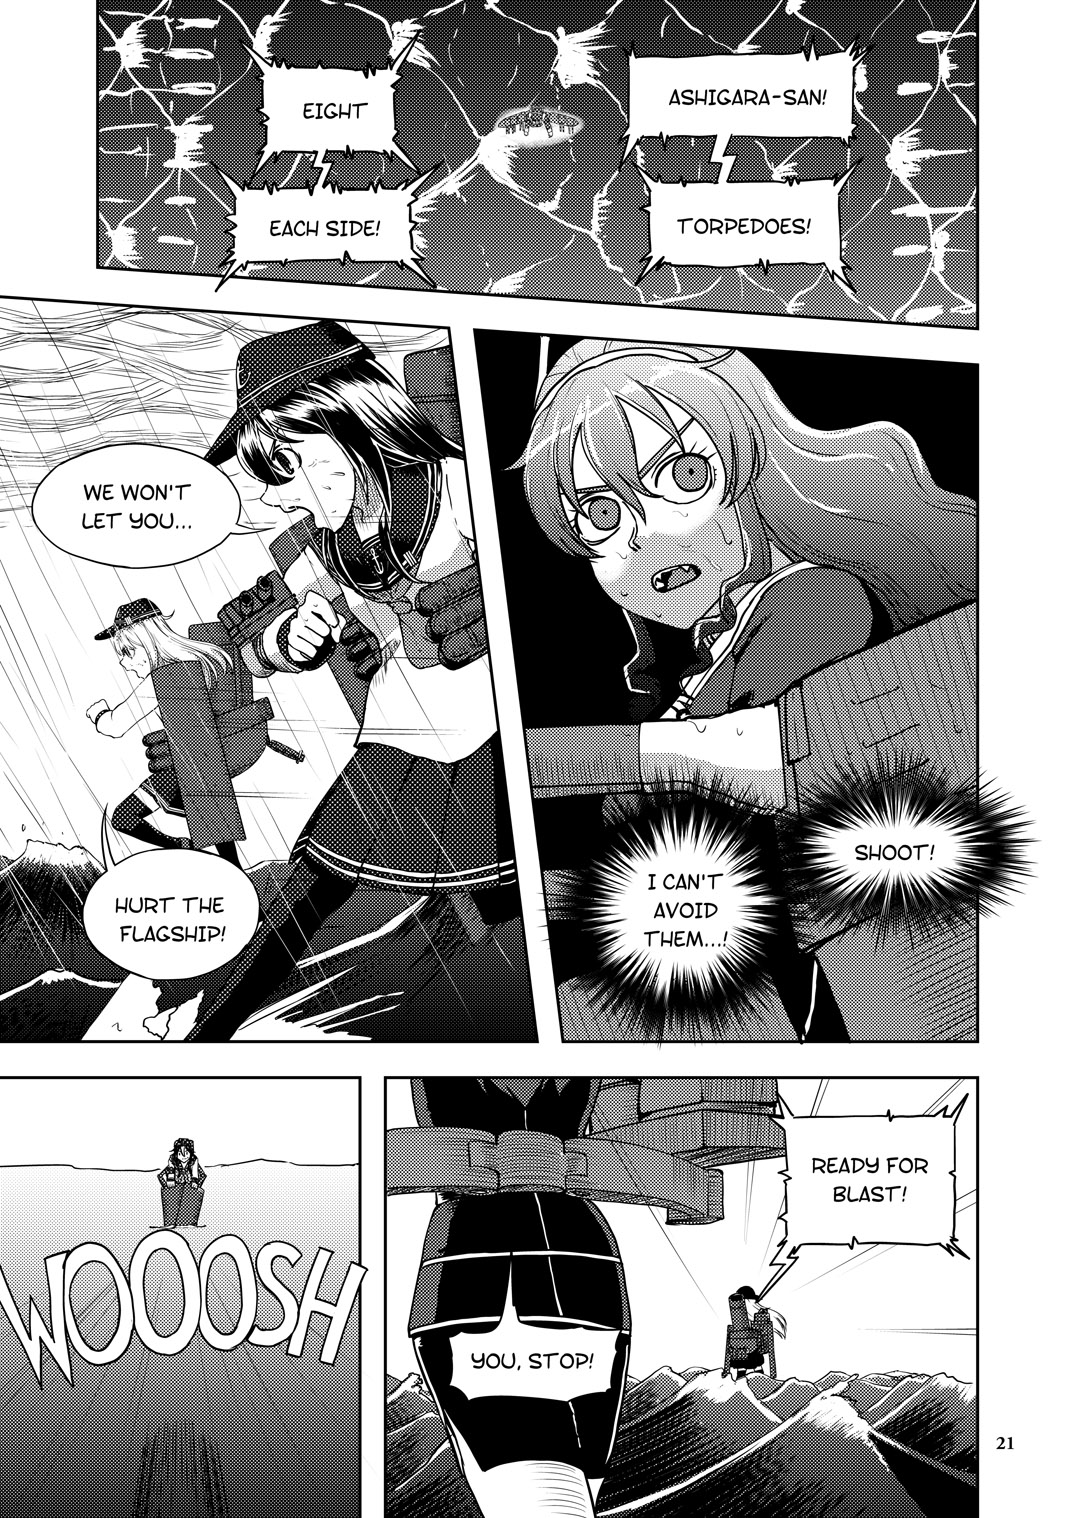 ASHIGARA-SAN!
TORPEDOES!
EIGHT
EACH SIDE!
SHOOT!
I CAN'T
AVOID
THEM...!
WE WON'T
LET YOU...
HURT THE
FLAGSHIP!
READY FOR
BLAST!
YOU, STOP!
WOOOSH
21